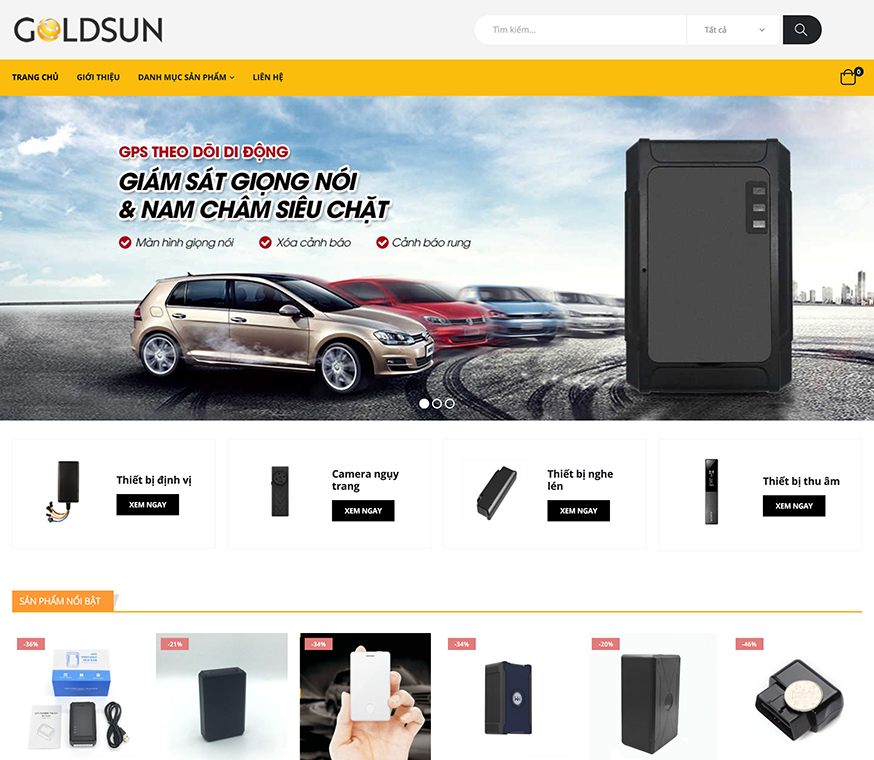 GOLDSUN
Tìm kiếm...
Tất cả
TRANG CHỦ
GIỚI THIỆU
DANH MỤC SẢN PHẨM
LIÊN HỆ
0
GPS THEO DÕI DI ĐỘNG
GIÁM SÁT GIỌNG NÓI
& NAM CHÂM SIÊU CHẶT
Màn hình giọng nói
Xóa cảnh báo
Cảnh báo rung
Thiết bị định vị
XEM NGAY
Camera ngụy
trang
XEM NGAY
Thiết bị nghe
lén
XEM NGAY
Thiết bị thu âm
XEM NGAY
SẢN PHẨM NỔI BẬT
-36%
-21%
-34%
-34%
-20%
-46%